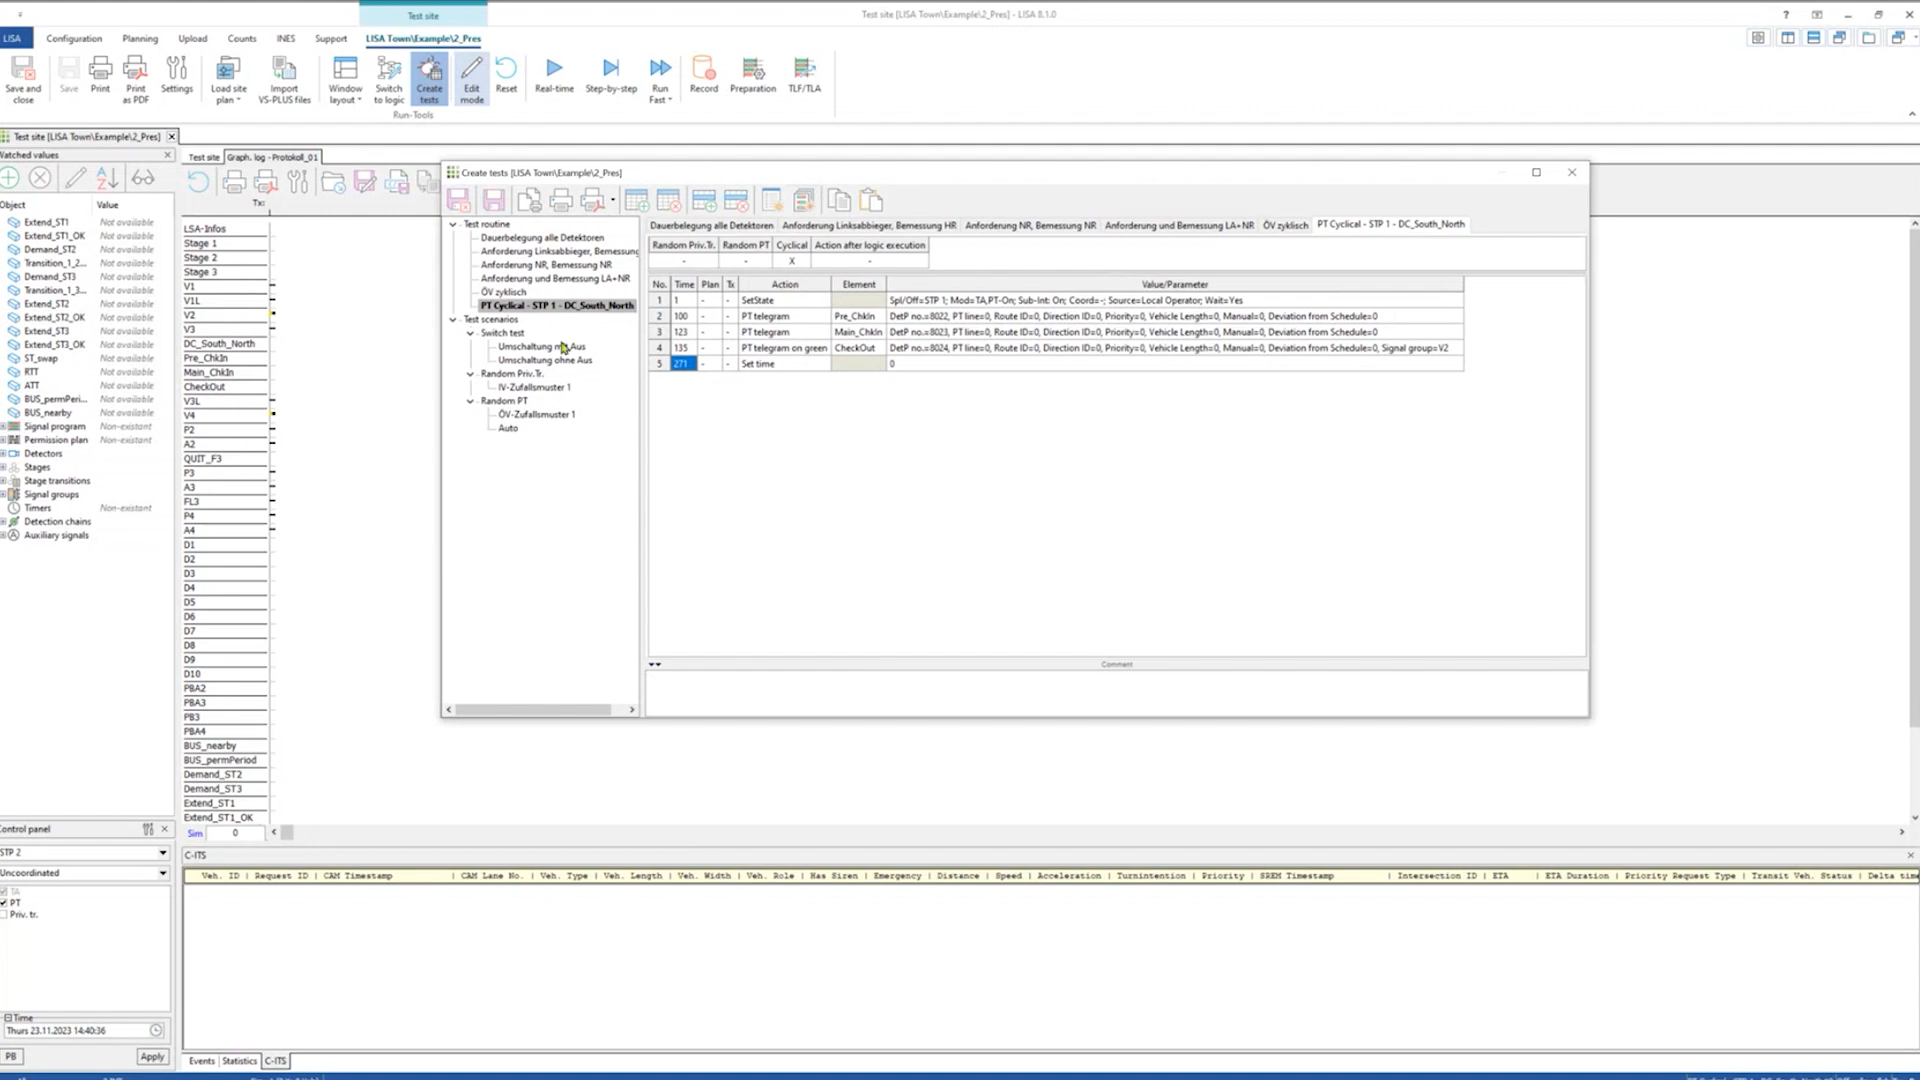 Test site
Test site [LISA Town\Example\2_Pres] - LISA 8.1.0
LISA
Configuration
Planning
Upload
Counts
INES
Support
LISA Town\Example\2_Pres
Save and close
Save
Print
Print as PDF
Settings
Load site plan
Import VS-PLUS files
Window layout
Switch to logic
Create tests
Edit mode
Reset
Real-time
Step-by-step
Run Fast
Record
Preparation
TLF/TLA
Run-Tools
Test site [LISA Town\Example\2_Pres]
Watched values
Object Value
Extend_ST1 Not available
Extend_ST1_OK Not available
Demand_ST2 Not available
Transition_1_2... Not available
Demand_ST3 Not available
Transition_1_3... Not available
Extend_ST2 Not available
Extend_ST2_OK Not available
Extend_ST3 Not available
Extend_ST3_OK Not available
ST_swap Not available
RTT Not available
ATT Not available
BUS_permPeri... Not available
BUS_nearby Not available
Signal program Non-existant
Permission plan Non-existant
Detectors
Stages
Stage transitions
Signal groups
Timers Non-existant
Detection chains
Auxiliary signals
Control panel
STP 2
Uncoordinated
TA
PT
Priv. tr.
Time
Thurs 23.11.2023 14:40:36
PB
Apply
Test site
Graph. log - Protokoll_01
Tx:
LSA-Infos
Stage 1
Stage 2
Stage 3
V1
V1L
V2
V3
DC_South_North
Pre_ChkIn
Main_ChkIn
CheckOut
V3L
V4
P2
A2
QUIT_F3
P3
A3
FL3
P4
A4
D1
D2
D3
D4
D5
D6
D7
D8
D9
D10
PBA2
PBA3
PB3
PBA4
BUS_nearby
BUS_permPeriod
Demand_ST2
Demand_ST3
Extend_ST1
Extend_ST1_OK
Sim 0
Create tests [LISA Town\Example\2_Pres]
Test routine
Dauerbelegung alle Detektoren
Anforderung Linksabbieger, Bemessung
Anforderung NR, Bemessung NR
Anforderung und Bemessung LA+NR
ÖV zyklisch
PT Cyclical - STP 1 - DC_South_North
Test scenarios
Switch test
Umschaltung mit Aus
Umschaltung ohne Aus
Random Priv.Tr.
IV-Zufallsmuster 1
Random PT
ÖV-Zufallsmuster 1
Auto
Dauerbelegung alle Detektoren
Anforderung Linksabbieger, Bemessung HR
Anforderung NR, Bemessung NR
Anforderung und Bemessung LA+NR
ÖV zyklisch
PT Cyclical - STP 1 - DC_South_North
Random Priv.Tr. Random PT Cyclical Action after logic execution
- - X -
No. Time Plan Tx Action Element Value/Parameter
1 1 - - SetState Spl/Off=STP 1; Mod=TA,PT-On; Sub-Int: On; Coord=-; Source=Local Operator, Wait=Yes
2 100 - - PT telegram Pre_ChkIn DetP no.=8022, PT line=0, Route ID=0, Direction ID=0, Priority=0, Vehicle Length=0, Manual=0, Deviation from Schedule=0
3 123 - - PT telegram Main_ChkIn DetP no.=8023, PT line=0, Route ID=0, Direction ID=0, Priority=0, Vehicle Length=0, Manual=0, Deviation from Schedule=0
4 135 - - PT telegram on green CheckOut DetP no.=8024, PT line=0, Route ID=0, Direction ID=0, Priority=0, Vehicle Length=0, Manual=0, Deviation from Schedule=0, Signal group=V2
5 271 - - Set time 0
Comment
C-ITS
Veh. ID | Request ID | CAM Timestamp | CAM Lane No. | Veh. Type | Veh. Length | Veh. Width | Veh. Role | Has Siren | Emergency | Distance | Speed | Acceleration | Turnintention | Priority | SREM Timestamp | Intersection ID | ETA | ETA Duration | Priority Request Type | Transit Veh. Status | Delta time
Events
Statistics
C-ITS